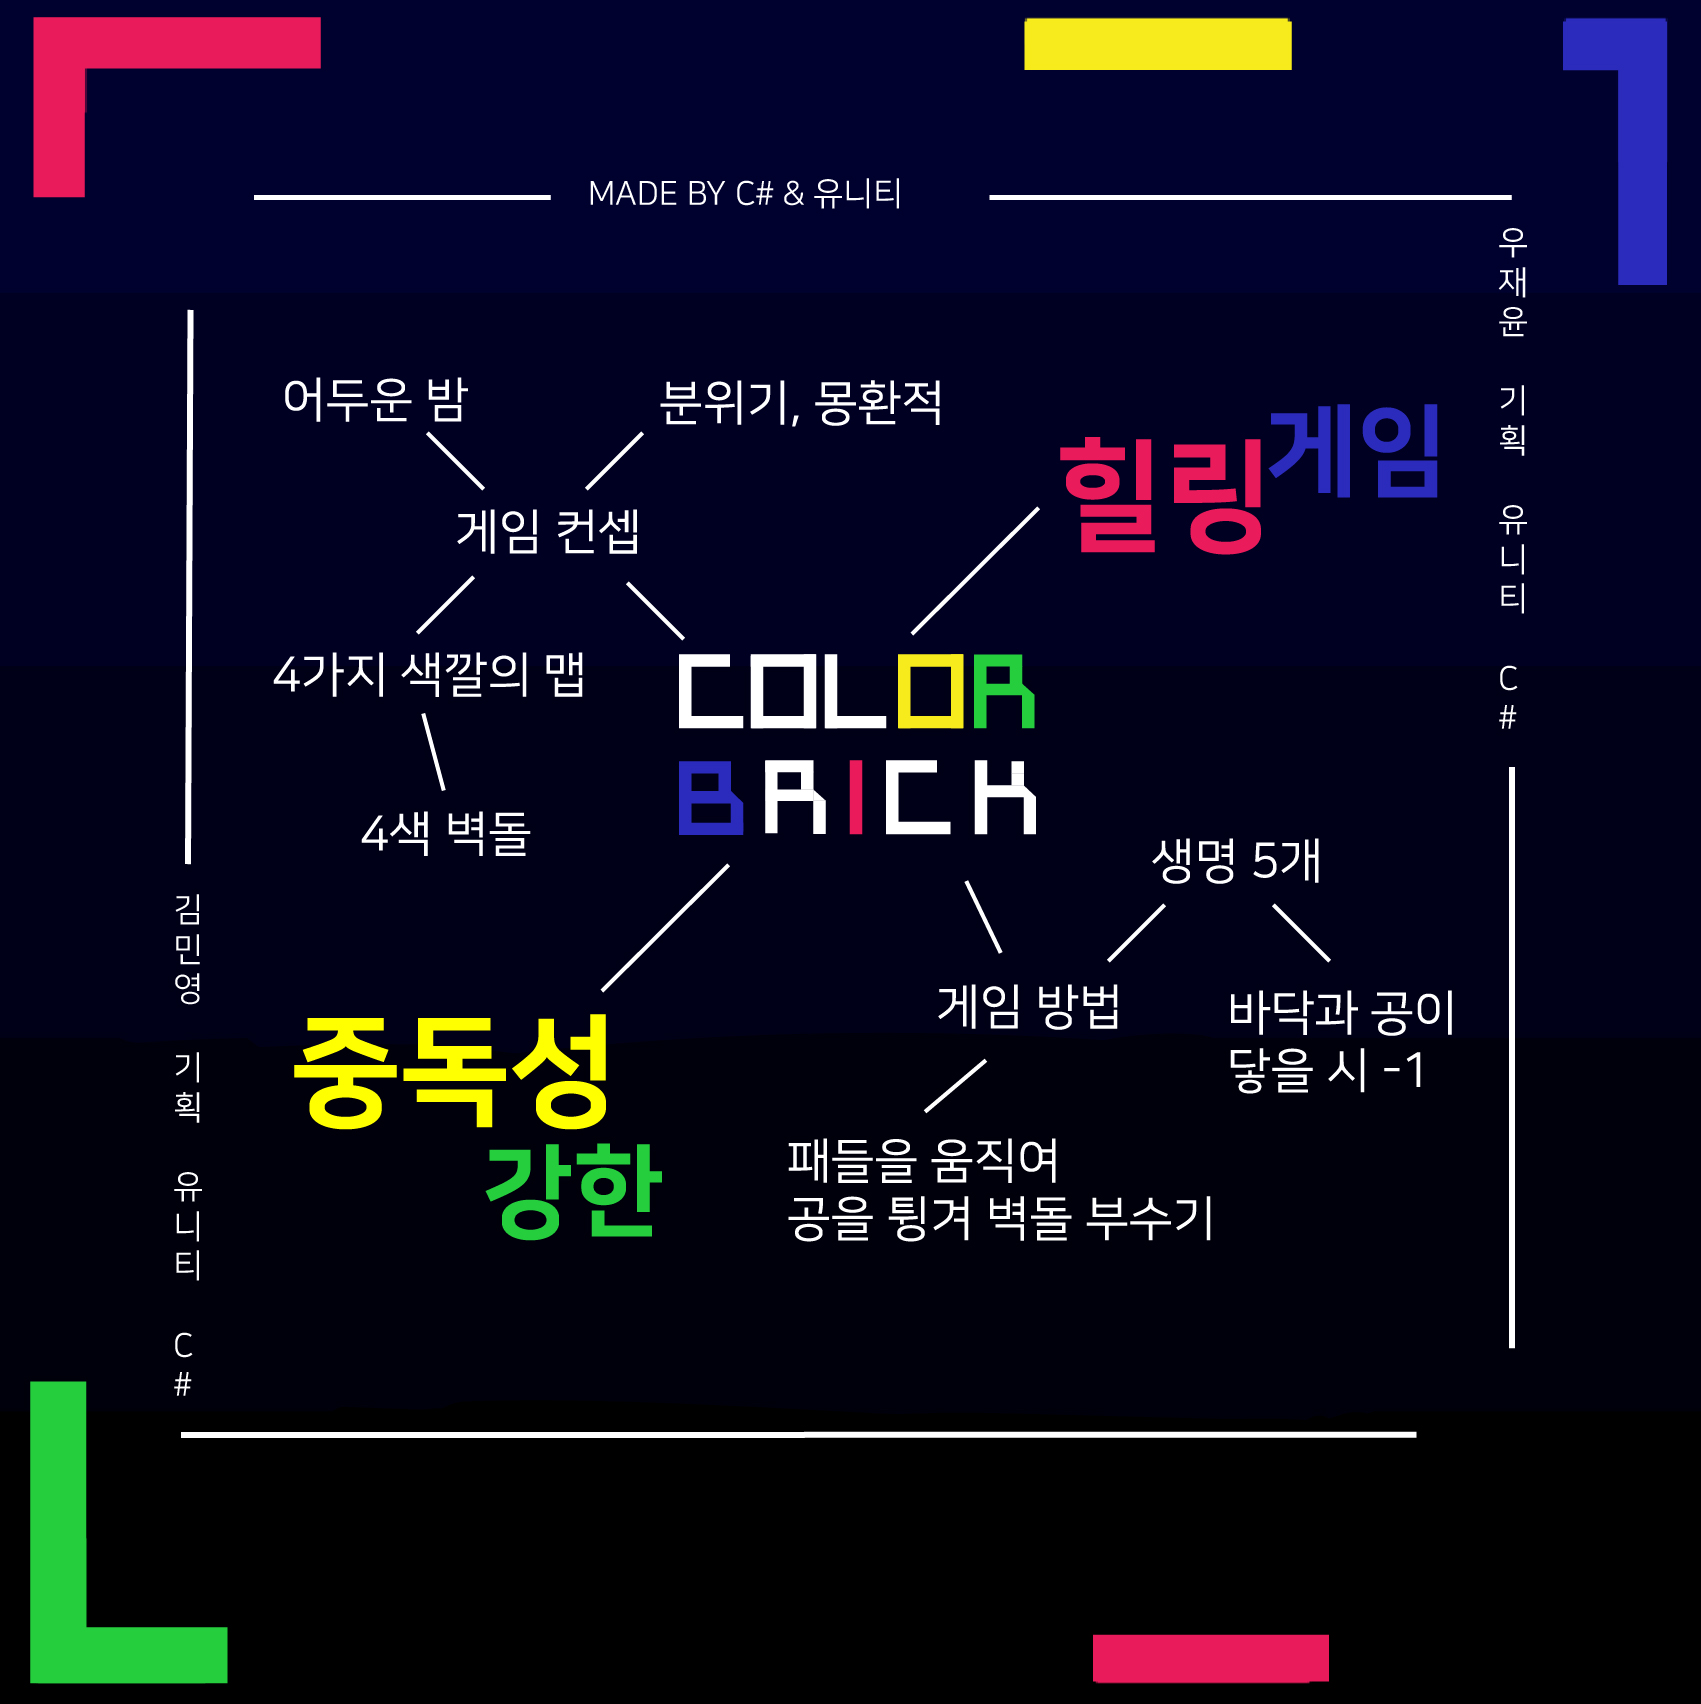 MADE BY C# & 유니티
우재윤 기획 유니티 C#
어두운 밤
분위기, 몽환적
힐링게임
게임 컨셉
4가지 색깔의 맵
COLOR
BRICK
4색 벽돌
생명 5개
김민영 기획 유니티 C#
게임 방법
바닥과 공이
닿을 시 -1
중독성
강한
패들을 움직여
공을 튕겨 벽돌 부수기